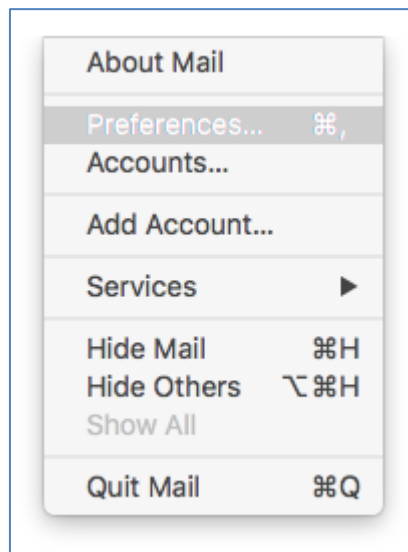 About Mail
Preferences... ⌘,
Accounts...
Add Account...
Services ▶
Hide Mail ⌘H
Hide Others ⌥⌘H
Show All
Quit Mail ⌘Q